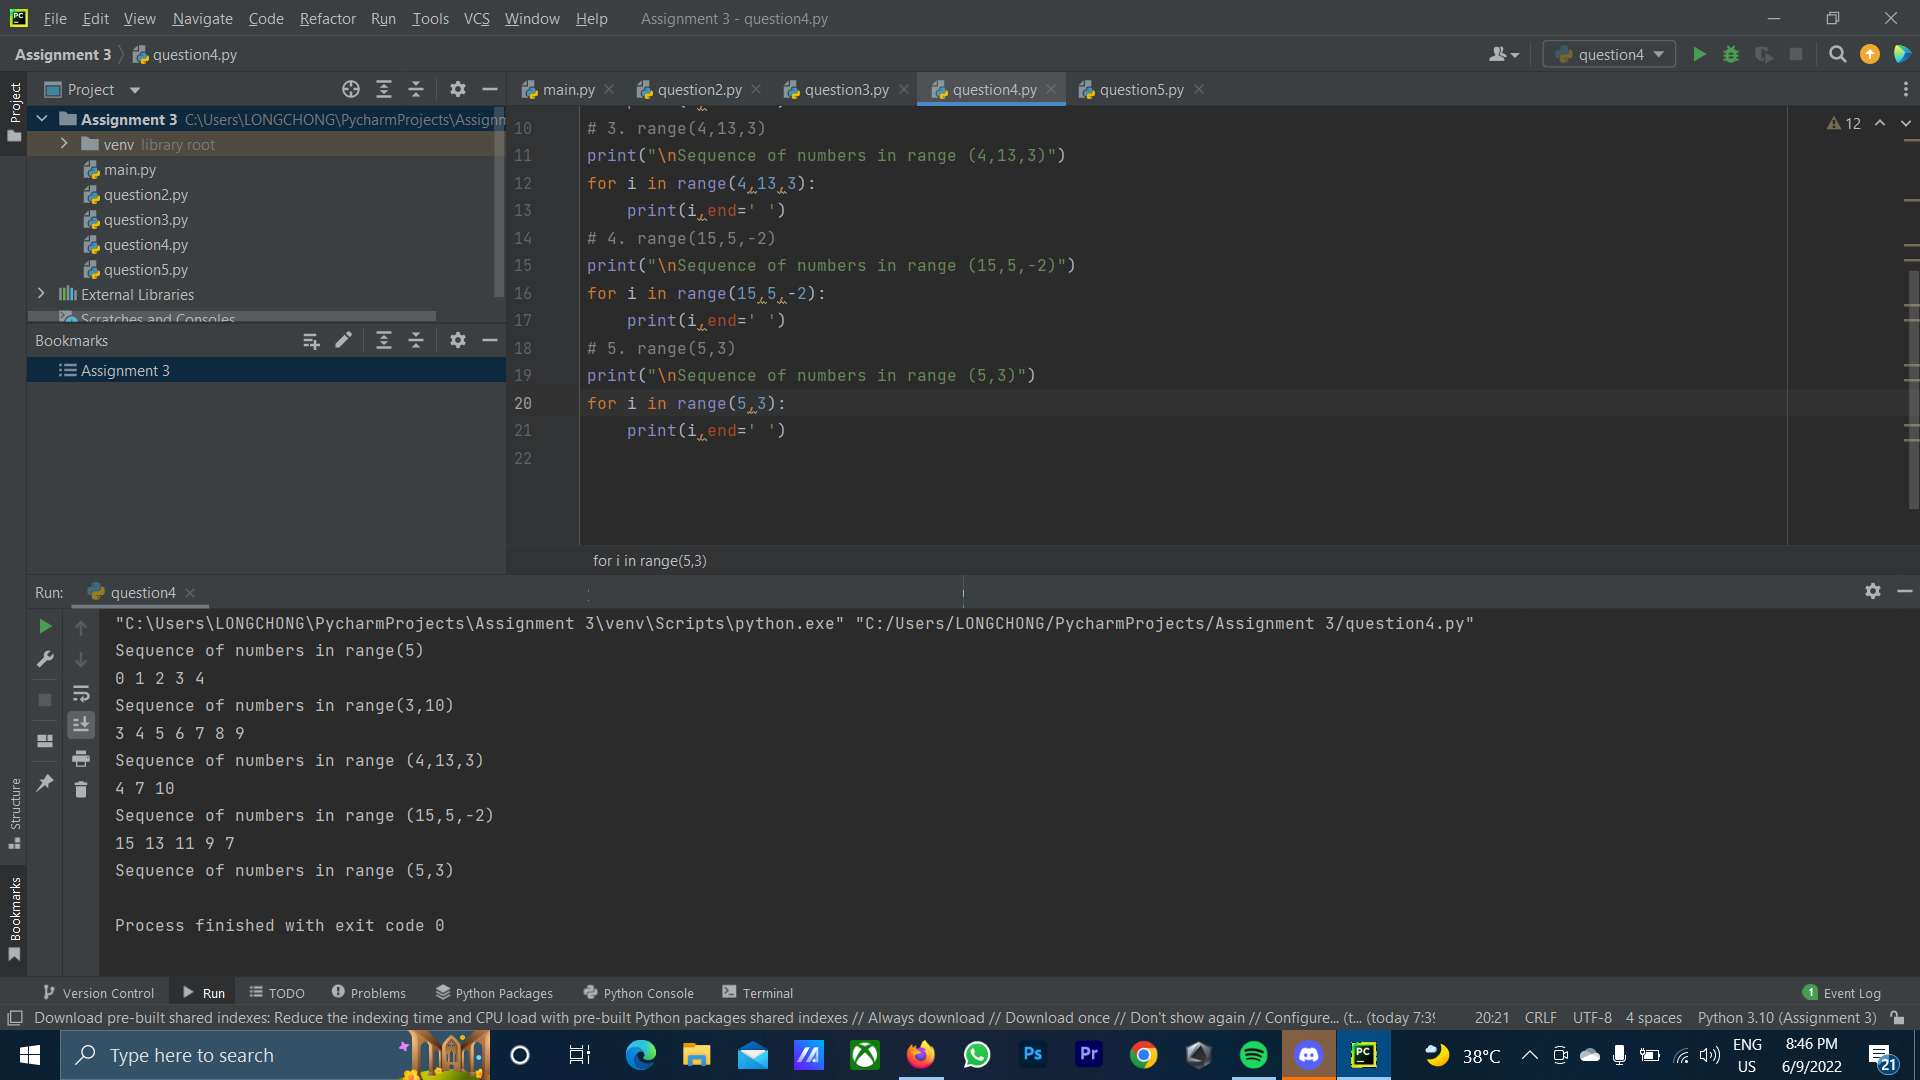 File Edit View Navigate Code Refactor Run Tools VCS Window Help Assignment 3 - question4.py
Assignment 3 question4.py question4
Project
Project
main.py question2.py question3.py question4.py question5.py
Assignment 3 C:\Users\LONGCHONG\PycharmProjects\Assignm
venv library root
main.py
question2.py
question3.py
question4.py
question5.py
External Libraries
Scratches and Consoles
Bookmarks
Assignment 3
12
10 # 3. range(4,13,3)
11 print("\nSequence of numbers in range (4,13,3)")
12 for i in range(4,13,3):
13 print(i,end=' ')
14 # 4. range(15,5,-2)
15 print("\nSequence of numbers in range (15,5,-2)")
16 for i in range(15,5,-2):
17 print(i,end=' ')
18 # 5. range(5,3)
19 print("\nSequence of numbers in range (5,3)")
20 for i in range(5,3):
21 print(i,end=' ')
22
for i in range(5,3)
Run: question4
"C:\Users\LONGCHONG\PycharmProjects\Assignment 3\venv\Scripts\python.exe" "C:/Users/LONGCHONG/PycharmProjects/Assignment 3/question4.py"
Sequence of numbers in range(5)
0 1 2 3 4
Sequence of numbers in range(3,10)
3 4 5 6 7 8 9
Sequence of numbers in range (4,13,3)
4 7 10
Sequence of numbers in range (15,5,-2)
15 13 11 9 7
Sequence of numbers in range (5,3)
Process finished with exit code 0
Structure
Bookmarks
Version Control Run TODO Problems Python Packages Python Console Terminal 1 Event Log
Download pre-built shared indexes: Reduce the indexing time and CPU load with pre-built Python packages shared indexes // Always download // Download once // Don't show again // Configure... (t... (today 7:39 20:21 CRLF UTF-8 4 spaces Python 3.10 (Assignment 3)
Type here to search
Ps Pr PC
38°C
ENG
US
8:46 PM
6/9/2022
21